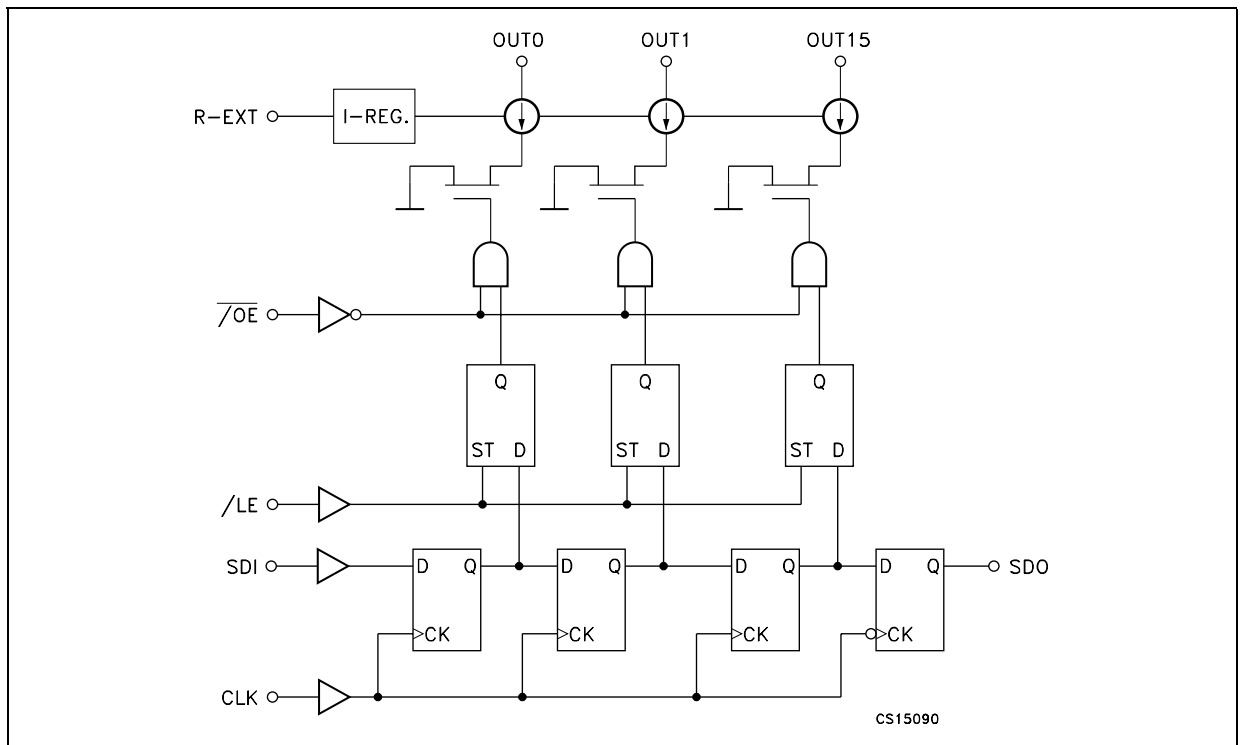 OUT0 OUT1 OUT15
R-EXT I-REG.
/OE
Q Q Q
ST D ST D ST D
/LE
SDI D Q D Q D Q D Q SDO
CK CK CK CK
CLK
CS15090